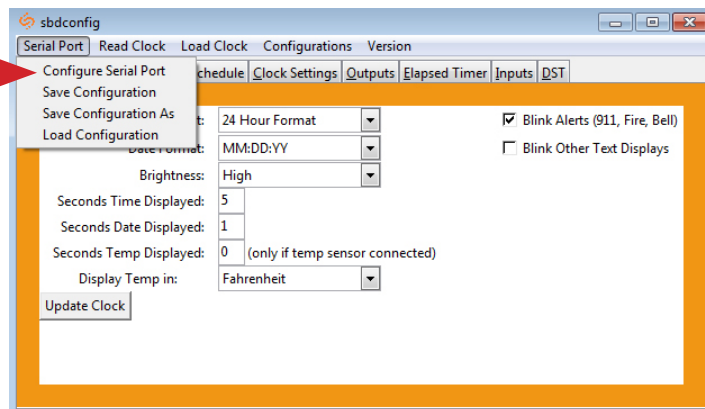 sbdconfig
Serial Port Read Clock Load Clock Configurations Version
Configure Serial Port
Save Configuration
Save Configuration As
Load Configuration
chedule Clock Settings Outputs Elapsed Timer Inputs DST
t: 24 Hour Format Blink Alerts (911, Fire, Bell)
Date Format: MM:DD:YY Blink Other Text Displays
Brightness: High
Seconds Time Displayed: 5
Seconds Date Displayed: 1
Seconds Temp Displayed: 0 (only if temp sensor connected)
Display Temp in: Fahrenheit
Update Clock